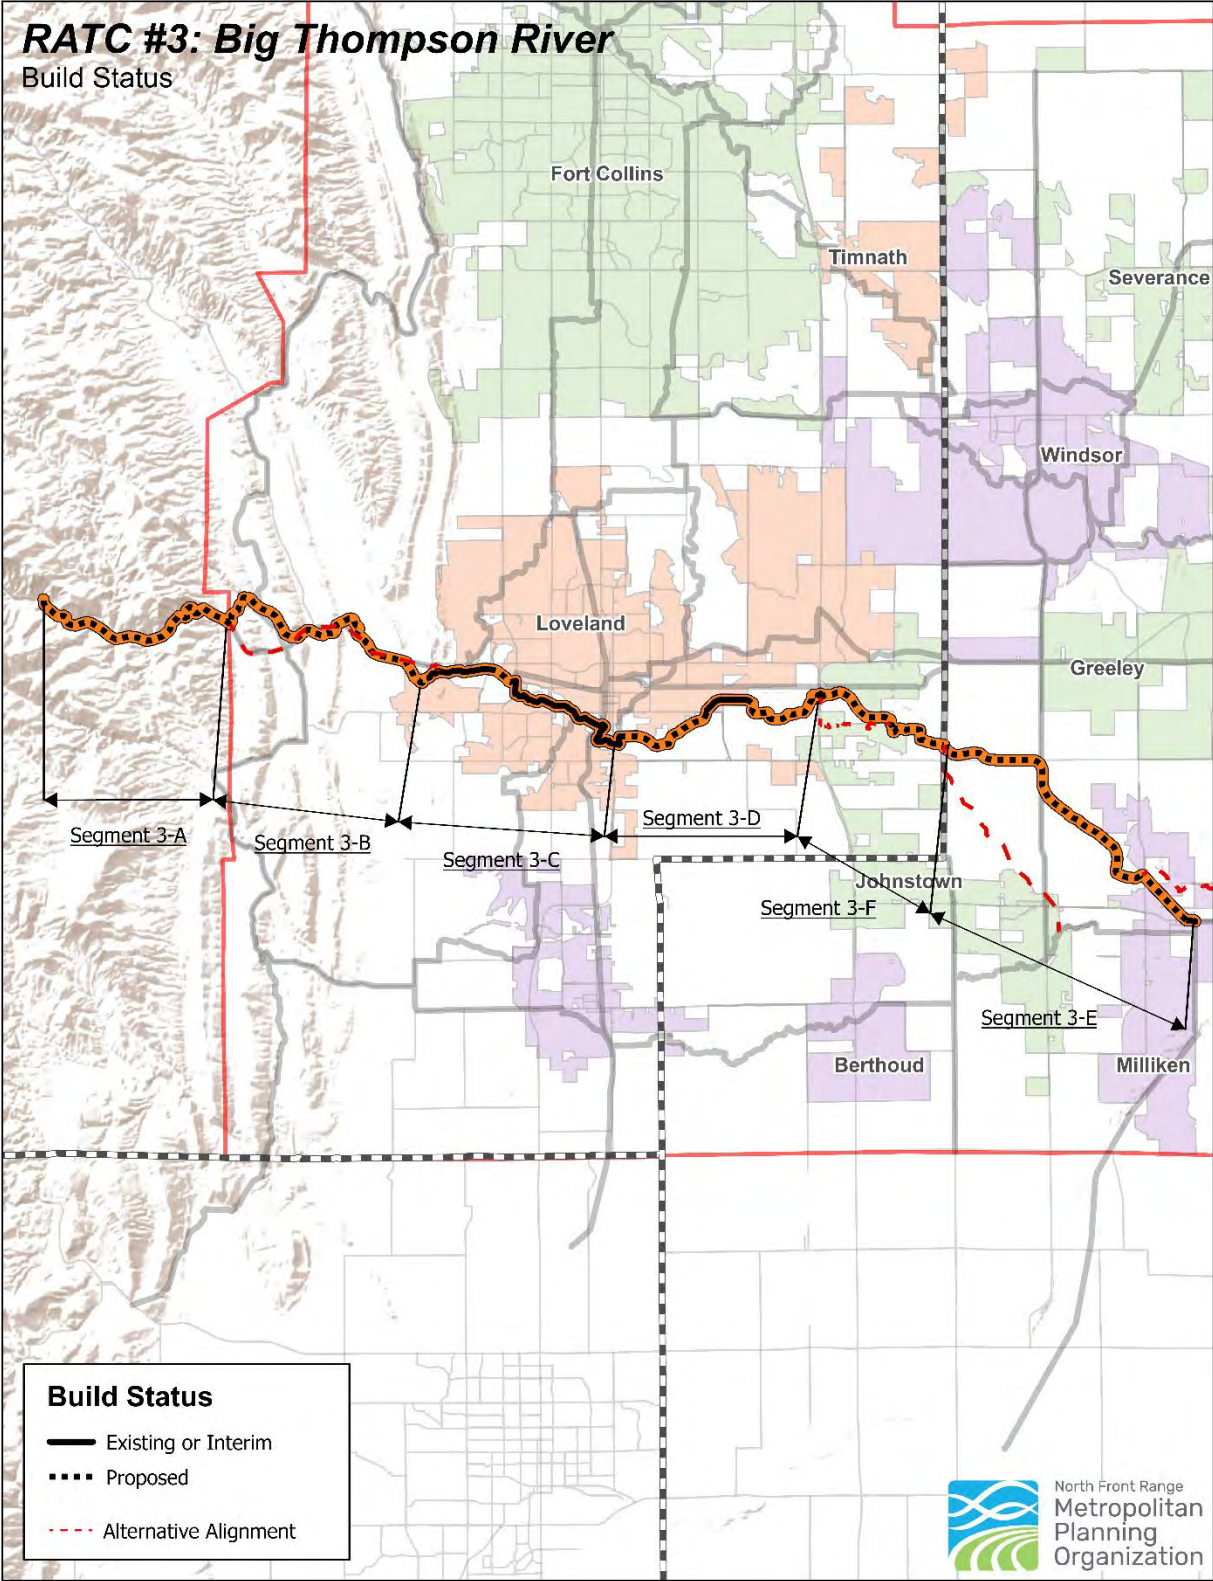 RATC #3: Big Thompson River
Build Status
Fort Collins
Timnath
Severance
Windsor
Loveland
Greeley
Segment 3-A
Segment 3-B
Segment 3-C
Segment 3-D
Johnstown
Segment 3-F
Segment 3-E
Berthoud
Milliken
Build Status
Existing or Interim
Proposed
Alternative Alignment
North Front Range
Metropolitan
Planning
Organization